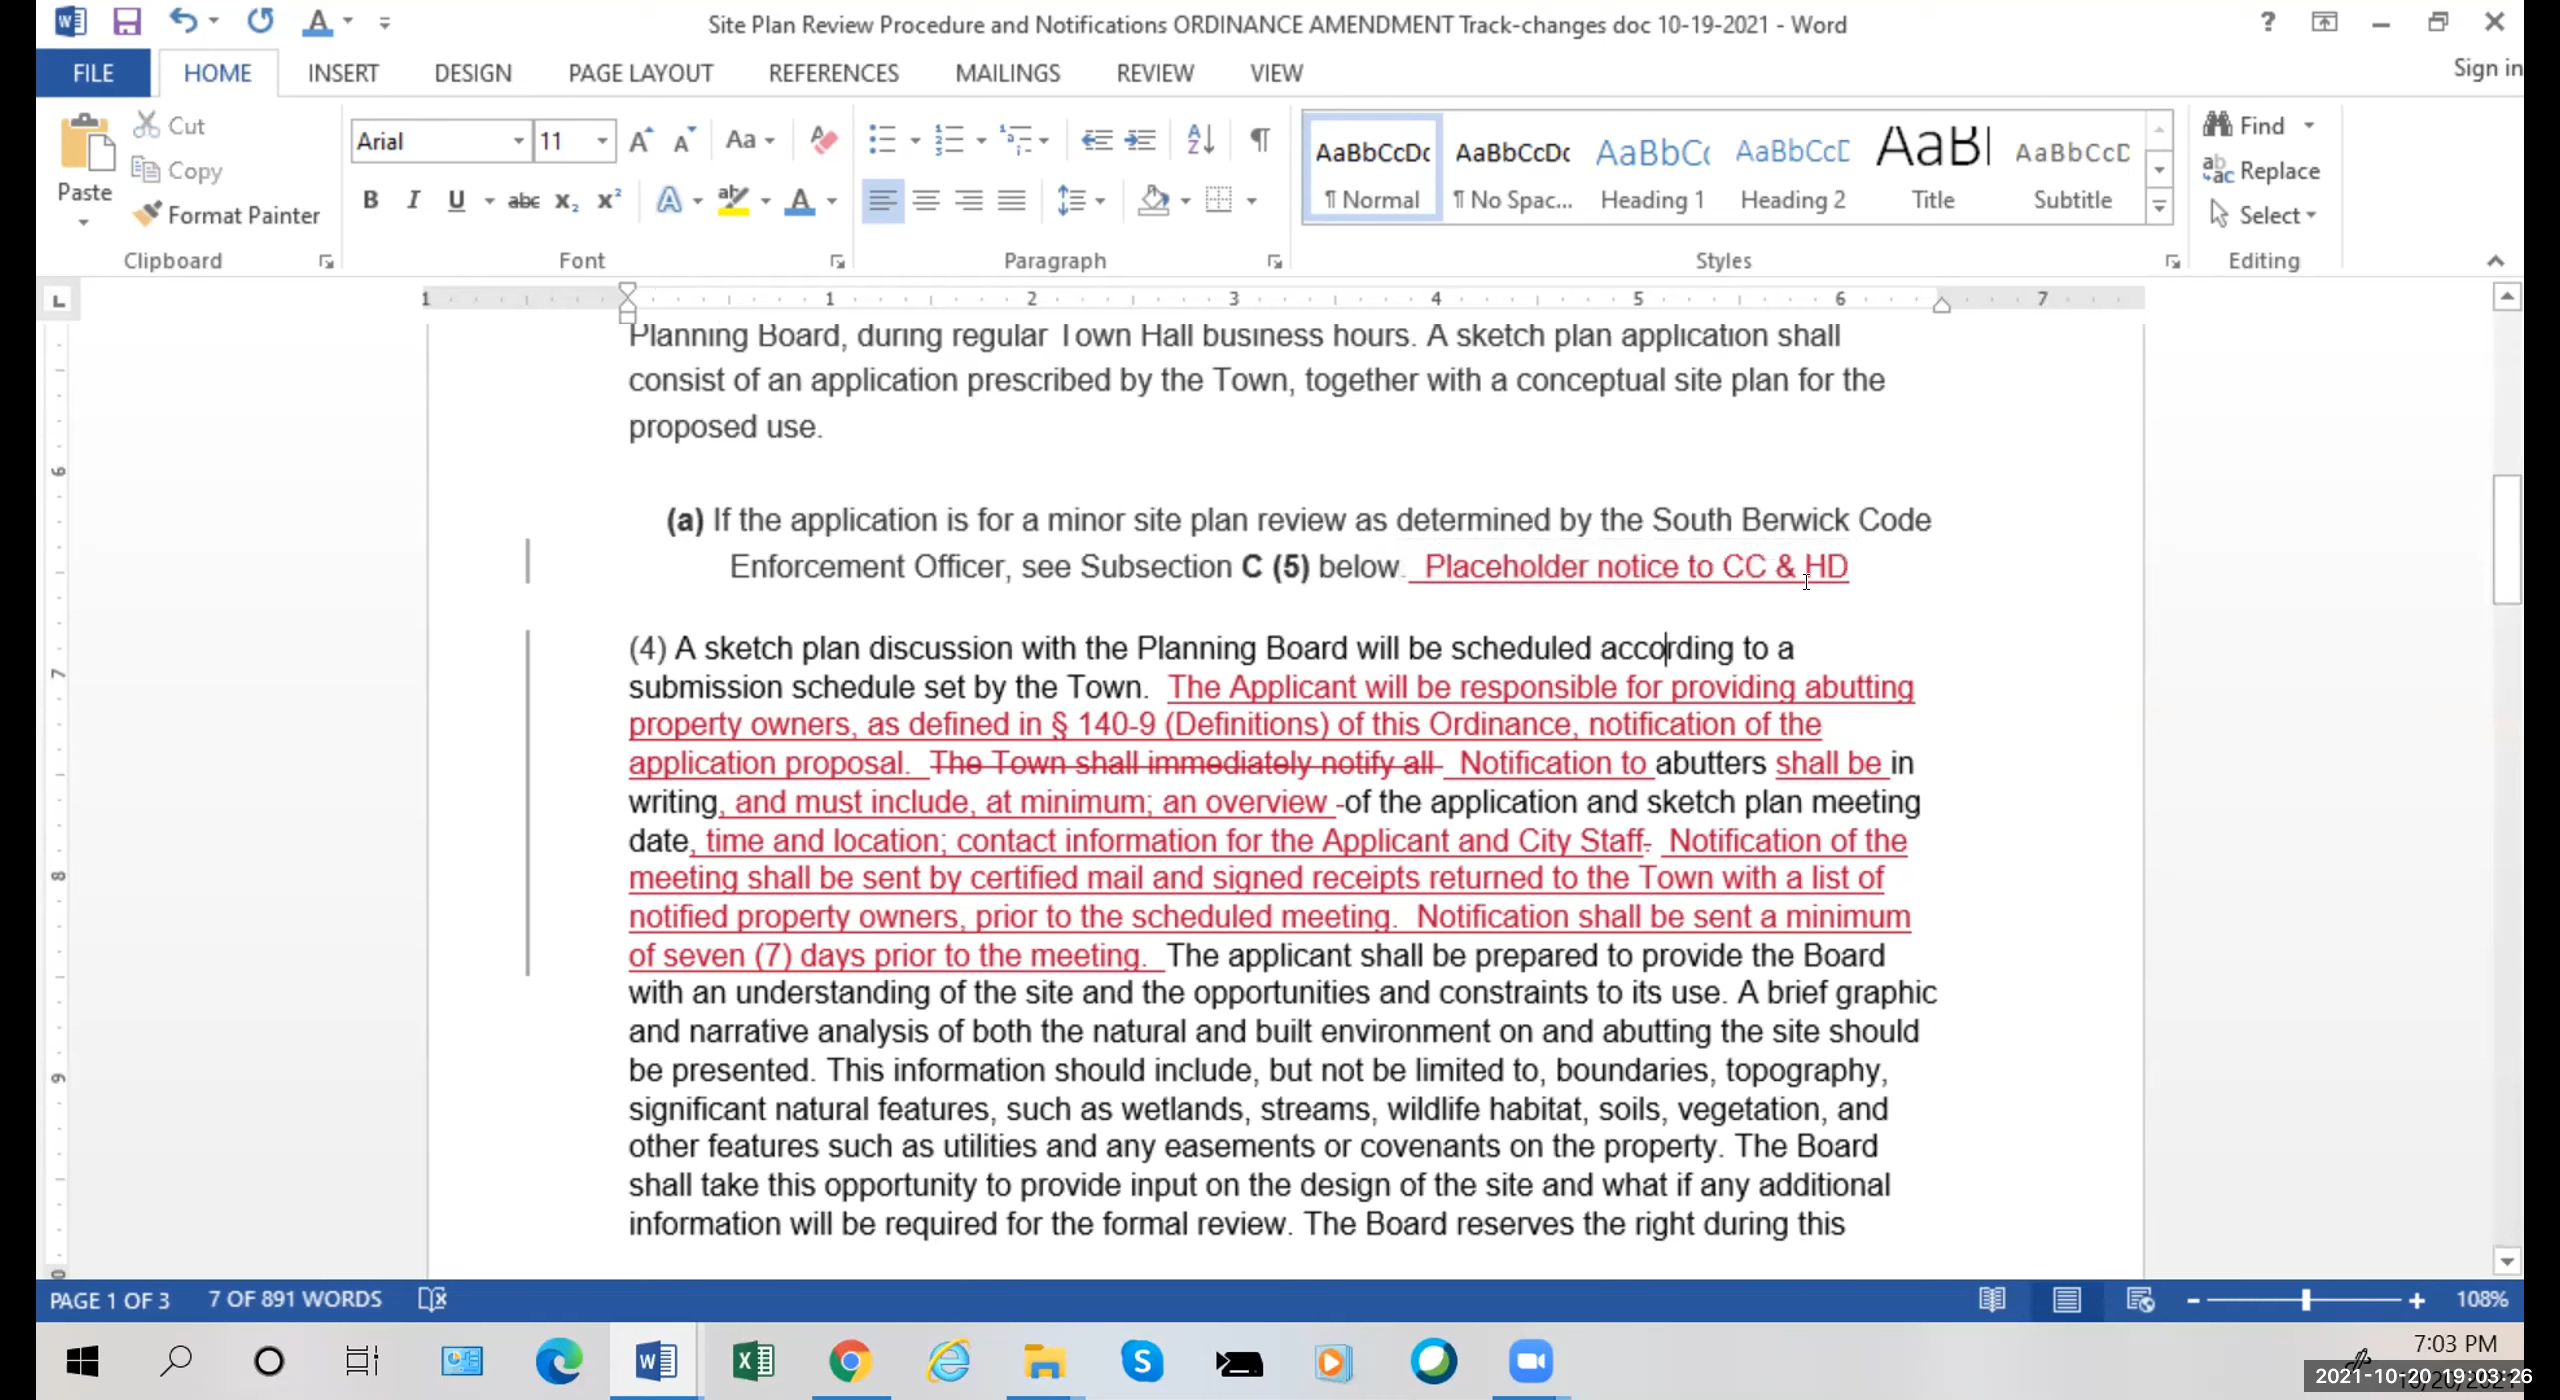 Site Plan Review Procedure and Notifications ORDINANCE AMENDMENT Track-changes doc 10-19-2021 - Word
FILE HOME INSERT DESIGN PAGE LAYOUT REFERENCES MAILINGS REVIEW VIEW Sign in
Paste
Cut
Copy
Format Painter
Clipboard
Arial 11
Font
Paragraph
AaBbCcDc AaBbCcDc AaBbC AaBbCcD AaBl AaBbCcD
¶ Normal ¶ No Spac... Heading 1 Heading 2 Title Subtitle
Styles
Find
Replace
Select
Editing
1 1 2 3 4 5 6 7
Planning Board, during regular Town Hall business hours. A sketch plan application shall
consist of an application prescribed by the Town, together with a conceptual site plan for the
proposed use.
(a) If the application is for a minor site plan review as determined by the South Berwick Code
Enforcement Officer, see Subsection C (5) below. Placeholder notice to CC & HD
(4) A sketch plan discussion with the Planning Board will be scheduled according to a
submission schedule set by the Town. The Applicant will be responsible for providing abutting
property owners, as defined in § 140-9 (Definitions) of this Ordinance, notification of the
application proposal. The Town shall immediately notify all Notification to abutters shall be in
writing, and must include, at minimum; an overview -of the application and sketch plan meeting
date, time and location; contact information for the Applicant and City Staff. Notification of the
meeting shall be sent by certified mail and signed receipts returned to the Town with a list of
notified property owners, prior to the scheduled meeting. Notification shall be sent a minimum
of seven (7) days prior to the meeting. The applicant shall be prepared to provide the Board
with an understanding of the site and the opportunities and constraints to its use. A brief graphic
and narrative analysis of both the natural and built environment on and abutting the site should
be presented. This information should include, but not be limited to, boundaries, topography,
significant natural features, such as wetlands, streams, wildlife habitat, soils, vegetation, and
other features such as utilities and any easements or covenants on the property. The Board
shall take this opportunity to provide input on the design of the site and what if any additional
information will be required for the formal review. The Board reserves the right during this
6
7
8
9
PAGE 1 OF 3 7 OF 891 WORDS 108%
7:03 PM
2021-10-20 19:03:26